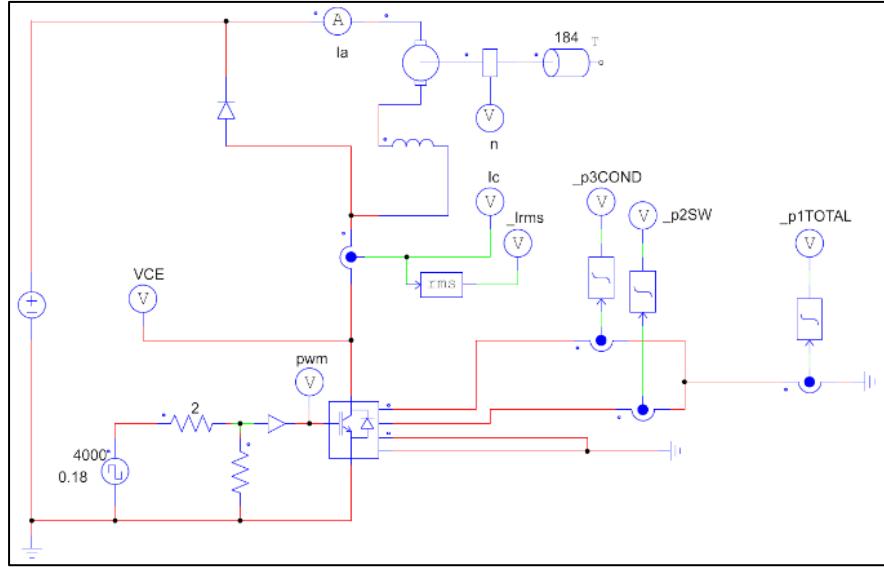 A
Ia
184
T
V
n
Ic
V
_Irms
V
rms
_p3COND
V
_p2SW
V
_p1TOTAL
V
VCE
V
pwm
V
2
4000
0.18